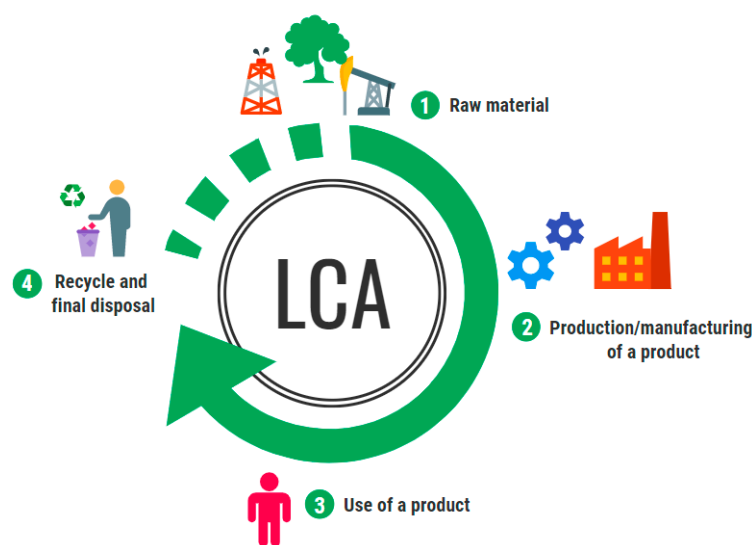 1 Raw material
2 Production/manufacturing
of a product
3 Use of a product
4 Recycle and
final disposal
LCA